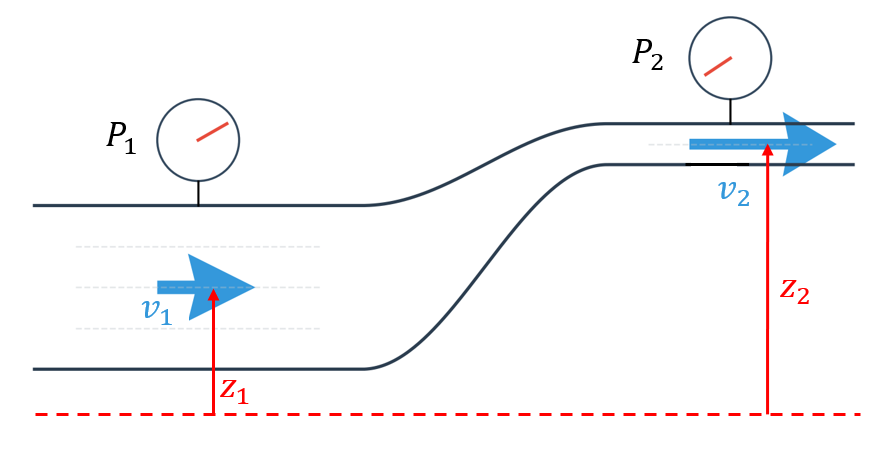 P₂
P₁
v₂
z₂
v₁
z₁